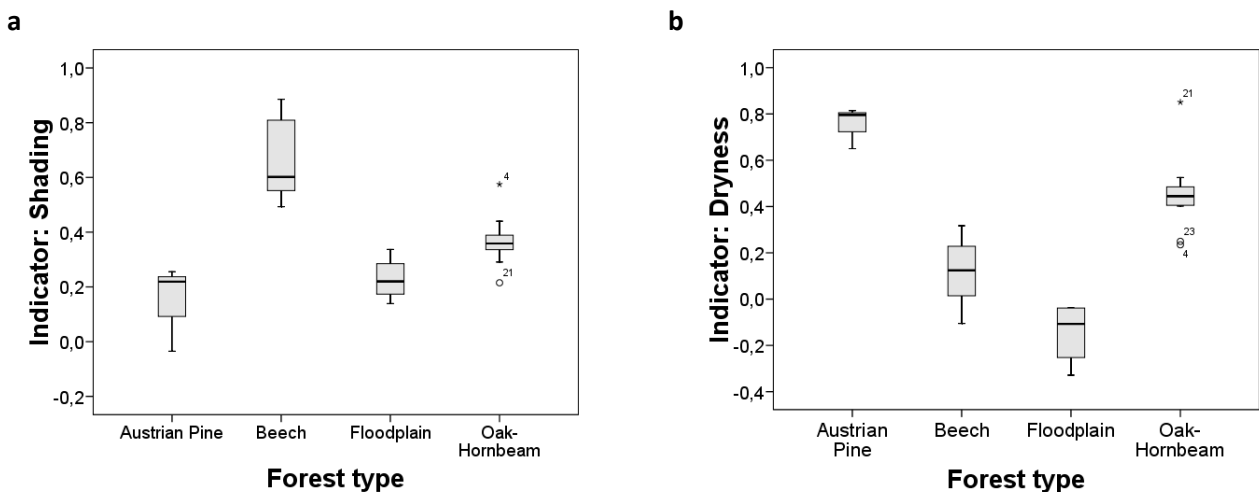 a
Indicator: Shading
1,0
0,8
0,6
0,4
0,2
0,0
-0,2
4
21
Austrian Pine
Beech
Floodplain
Oak-
Hornbeam
Forest type
b
Indicator: Dryness
1,0
0,8
0,6
0,4
0,2
0,0
-0,2
-0,4
21
23
4
Austrian
Pine
Beech
Floodplain
Oak-
Hornbeam
Forest type